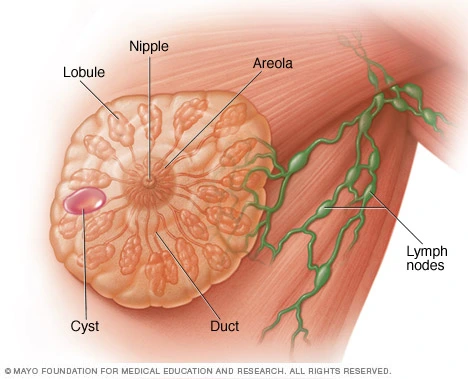 Nipple
Areola
Lobule
Lymph
nodes
Cyst
Duct
© MAYO FOUNDATION FOR MEDICAL EDUCATION AND RESEARCH. ALL RIGHTS RESERVED.